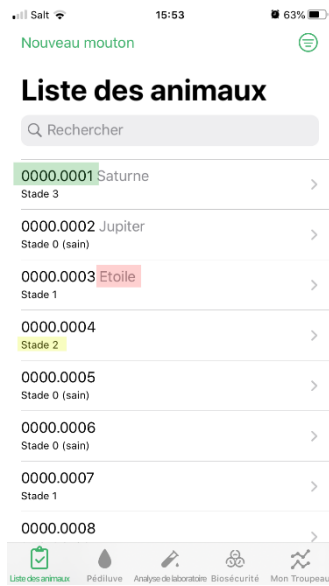 Salt 15:53 63%
Nouveau mouton
Liste des animaux
Rechercher
0000.0001 Saturne
Stade 3
0000.0002 Jupiter
Stade 0 (sain)
0000.0003 Etoile
Stade 1
0000.0004
Stade 2
0000.0005
Stade 0 (sain)
0000.0006
Stade 0 (sain)
0000.0007
Stade 1
0000.0008
Liste des animaux Pédiluve Analyse de laboratoire Biosécurité Mon Troupeau